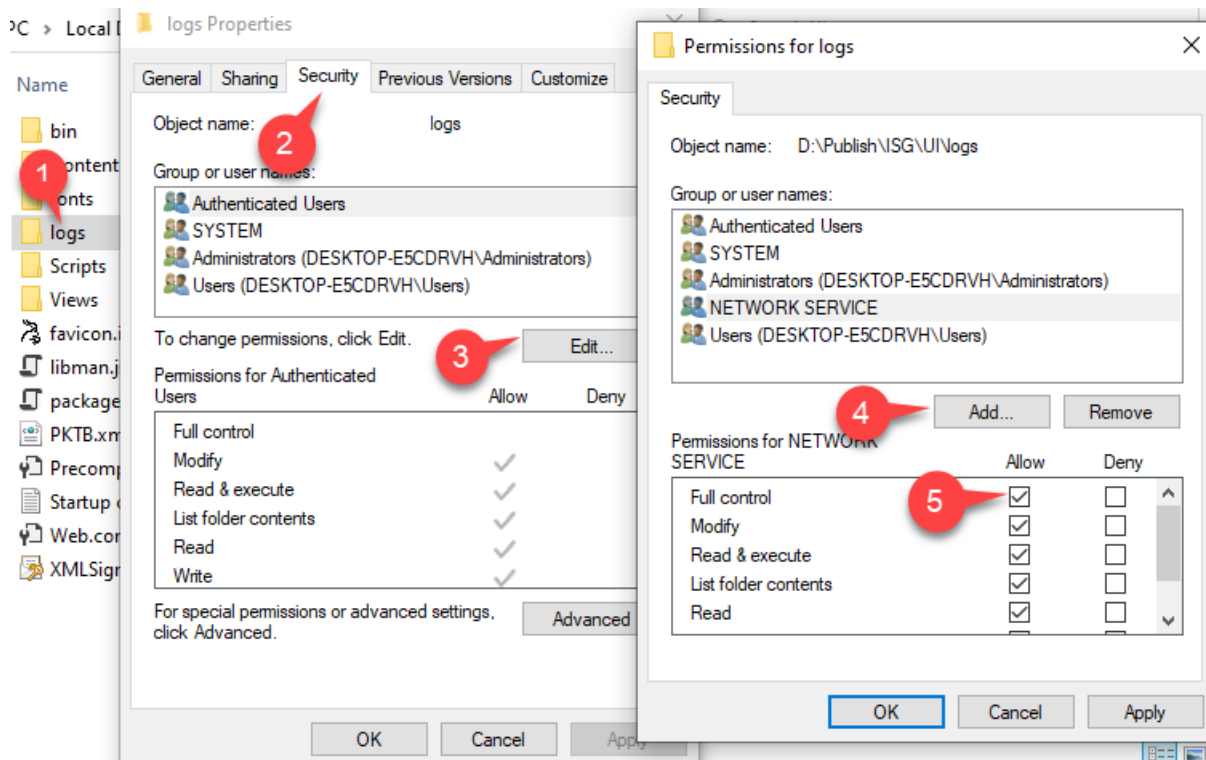 PC > Local
Name
bin
ontent
onts
logs
Scripts
Views
favicon.i
libman.j
package
PKTB.xm
Precomp
Startup
Web.con
XMLSign
1
logs Properties
General Sharing Security Previous Versions Customize
2
Object name: logs
Group or user names:
Authenticated Users
SYSTEM
Administrators (DESKTOP-E5CDRVH\Administrators)
Users (DESKTOP-E5CDRVH\Users)
To change permissions, click Edit.
3
Edit...
Permissions for Authenticated
Users Allow Deny
Full control
Modify
Read & execute
List folder contents
Read
Write
For special permissions or advanced settings,
click Advanced.
Advanced
OK Cancel Apply
Permissions for logs
Security
Object name: D:\Publish\ISG\UI\logs
Group or user names:
Authenticated Users
SYSTEM
Administrators (DESKTOP-E5CDRVH\Administrators)
NETWORK SERVICE
Users (DESKTOP-E5CDRVH\Users)
4
Add... Remove
Permissions for NETWORK
SERVICE Allow Deny
5
Full control
Modify
Read & execute
List folder contents
Read
OK Cancel Apply